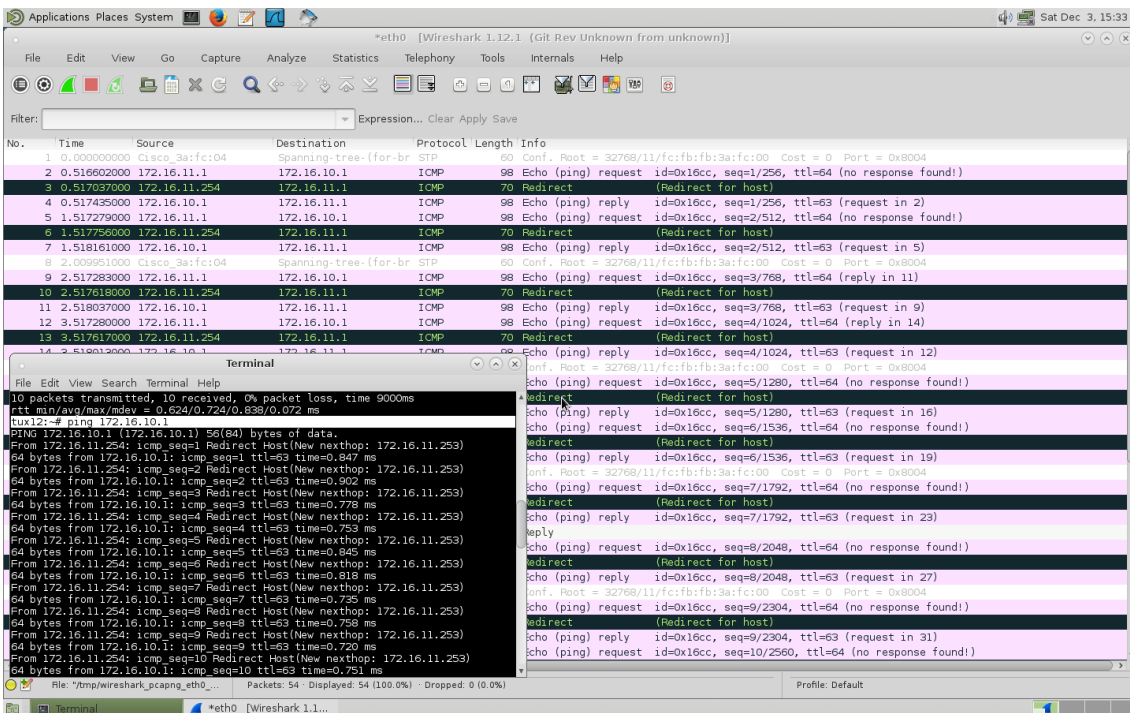 Applications Places System Sat Dec 3, 15:33
*eth0 [Wireshark 1.12.1 (Git Rev Unknown from unknown)]
File Edit View Go Capture Analyze Statistics Telephony Tools Internals Help
Filter: Expression... Clear Apply Save
No. Time Source Destination Protocol Length Info
1 0.000000000 Cisco_3a:fc:04 Spanning-tree-(for-br STP 60 Conf. Root = 32768/11/fc:fb:fb:3a:fc:00 Cost = 0 Port = 0x8004
2 0.516602000 172.16.11.1 172.16.10.1 ICMP 98 Echo (ping) request id=0x16cc, seq=1/256, ttl=64 (no response found!)
3 0.517037000 172.16.11.254 172.16.11.1 ICMP 70 Redirect (Redirect for host)
4 0.517435000 172.16.10.1 172.16.11.1 ICMP 98 Echo (ping) reply id=0x16cc, seq=1/256, ttl=63 (request in 2)
5 1.517279000 172.16.11.1 172.16.10.1 ICMP 98 Echo (ping) request id=0x16cc, seq=2/512, ttl=64 (no response found!)
6 1.517756000 172.16.11.254 172.16.11.1 ICMP 70 Redirect (Redirect for host)
7 1.518161000 172.16.10.1 172.16.11.1 ICMP 98 Echo (ping) reply id=0x16cc, seq=2/512, ttl=63 (request in 5)
8 2.009951000 Cisco_3a:fc:04 Spanning-tree-(for-br STP 60 Conf. Root = 32768/11/fc:fb:fb:3a:fc:00 Cost = 0 Port = 0x8004
9 2.517283000 172.16.11.1 172.16.10.1 ICMP 98 Echo (ping) request id=0x16cc, seq=3/768, ttl=64 (reply in 11)
10 2.517618000 172.16.11.254 172.16.11.1 ICMP 70 Redirect (Redirect for host)
11 2.518037000 172.16.10.1 172.16.11.1 ICMP 98 Echo (ping) reply id=0x16cc, seq=3/768, ttl=63 (request in 9)
12 3.517280000 172.16.11.1 172.16.10.1 ICMP 98 Echo (ping) request id=0x16cc, seq=4/1024, ttl=64 (reply in 14)
13 3.517617000 172.16.11.254 172.16.11.1 ICMP 70 Redirect (Redirect for host)
14 3.518013000 172.16.10.1 172.16.11.1 ICMP 98 Echo (ping) reply id=0x16cc, seq=4/1024, ttl=63 (request in 12)
onf. Root = 32768/11/fc:fb:fb:3a:fc:00 Cost = 0 Port = 0x8004
cho (ping) request id=0x16cc, seq=5/1280, ttl=64 (no response found!)
edirect (Redirect for host)
cho (ping) reply id=0x16cc, seq=5/1280, ttl=63 (request in 16)
cho (ping) request id=0x16cc, seq=6/1536, ttl=64 (no response found!)
edirect (Redirect for host)
cho (ping) reply id=0x16cc, seq=6/1536, ttl=63 (request in 19)
onf. Root = 32768/11/fc:fb:fb:3a:fc:00 Cost = 0 Port = 0x8004
cho (ping) request id=0x16cc, seq=7/1792, ttl=64 (no response found!)
edirect (Redirect for host)
cho (ping) reply id=0x16cc, seq=7/1792, ttl=63 (request in 23)
eply
cho (ping) request id=0x16cc, seq=8/2048, ttl=64 (no response found!)
edirect (Redirect for host)
cho (ping) reply id=0x16cc, seq=8/2048, ttl=63 (request in 27)
onf. Root = 32768/11/fc:fb:fb:3a:fc:00 Cost = 0 Port = 0x8004
cho (ping) request id=0x16cc, seq=9/2304, ttl=64 (no response found!)
edirect (Redirect for host)
cho (ping) reply id=0x16cc, seq=9/2304, ttl=63 (request in 31)
cho (ping) request id=0x16cc, seq=10/2560, ttl=64 (no response found!)
Terminal
File Edit View Search Terminal Help
10 packets transmitted, 10 received, 0% packet loss, time 9000ms
rtt min/avg/max/mdev = 0.624/0.724/0.838/0.072 ms
tux12:~# ping 172.16.10.1
PING 172.16.10.1 (172.16.10.1) 56(84) bytes of data.
From 172.16.11.254: icmp_seq=1 Redirect Host(New nexthop: 172.16.11.253)
64 bytes from 172.16.10.1: icmp_seq=1 ttl=63 time=0.847 ms
From 172.16.11.254: icmp_seq=2 Redirect Host(New nexthop: 172.16.11.253)
64 bytes from 172.16.10.1: icmp_seq=2 ttl=63 time=0.902 ms
From 172.16.11.254: icmp_seq=3 Redirect Host(New nexthop: 172.16.11.253)
64 bytes from 172.16.10.1: icmp_seq=3 ttl=63 time=0.778 ms
From 172.16.11.254: icmp_seq=4 Redirect Host(New nexthop: 172.16.11.253)
64 bytes from 172.16.10.1: icmp_seq=4 ttl=63 time=0.753 ms
From 172.16.11.254: icmp_seq=5 Redirect Host(New nexthop: 172.16.11.253)
64 bytes from 172.16.10.1: icmp_seq=5 ttl=63 time=0.845 ms
From 172.16.11.254: icmp_seq=6 Redirect Host(New nexthop: 172.16.11.253)
64 bytes from 172.16.10.1: icmp_seq=6 ttl=63 time=0.818 ms
From 172.16.11.254: icmp_seq=7 Redirect Host(New nexthop: 172.16.11.253)
64 bytes from 172.16.10.1: icmp_seq=7 ttl=63 time=0.735 ms
From 172.16.11.254: icmp_seq=8 Redirect Host(New nexthop: 172.16.11.253)
64 bytes from 172.16.10.1: icmp_seq=8 ttl=63 time=0.758 ms
From 172.16.11.254: icmp_seq=9 Redirect Host(New nexthop: 172.16.11.253)
64 bytes from 172.16.10.1: icmp_seq=9 ttl=63 time=0.720 ms
From 172.16.11.254: icmp_seq=10 Redirect Host(New nexthop: 172.16.11.253)
64 bytes from 172.16.10.1: icmp_seq=10 ttl=63 time=0.751 ms
File: "/tmp/wireshark_pcapng_eth0_... Packets: 54 · Displayed: 54 (100.0%) · Dropped: 0 (0.0%) Profile: Default
Terminal *eth0 [Wireshark 1.1...